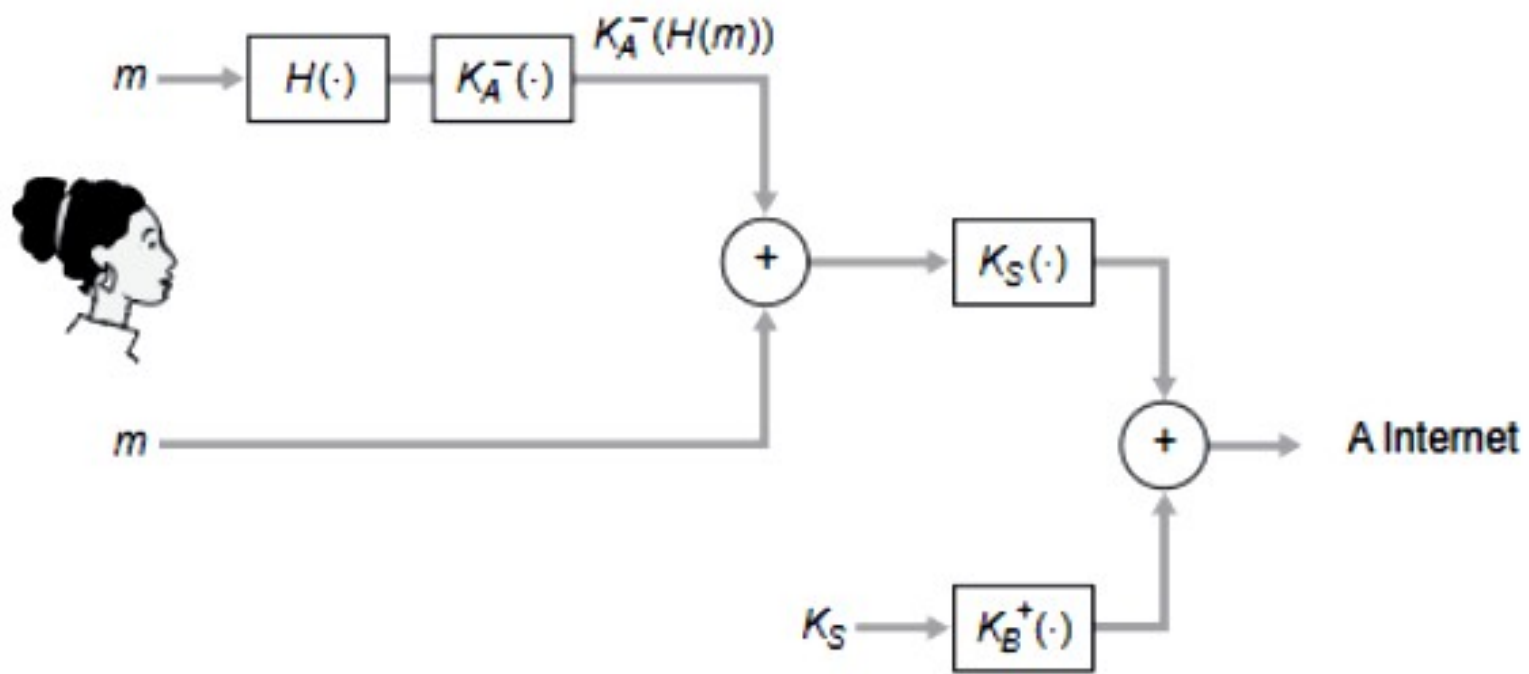 K_A^-(H(m))
m
H(·)
K_A^-(·)
+
K_S(·)
m
+
A Internet
K_S
K_B^+(·)